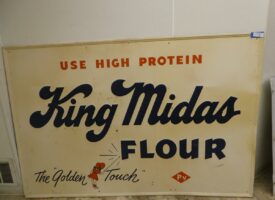 USE HIGH PROTEIN
King Midas
FLOUR
The "Golden Touch"